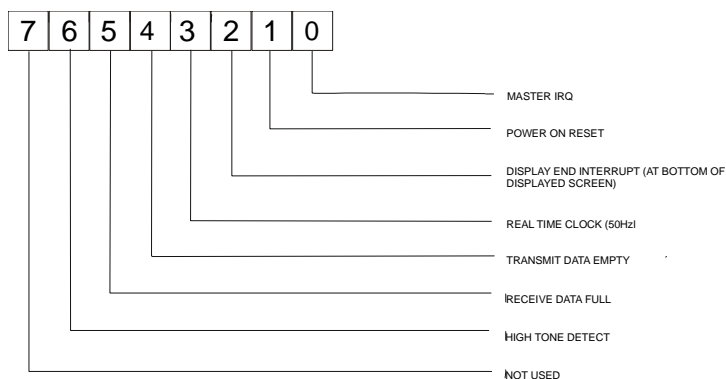 7 6 5 4 3 2 1 0
MASTER IRQ
POWER ON RESET
DISPLAY END INTERRUPT (AT BOTTOM OF
DISPLAYED SCREEN)
REAL TIME CLOCK (50Hzl
TRANSMIT DATA EMPTY
RECEIVE DATA FULL
HIGH TONE DETECT
NOT USED